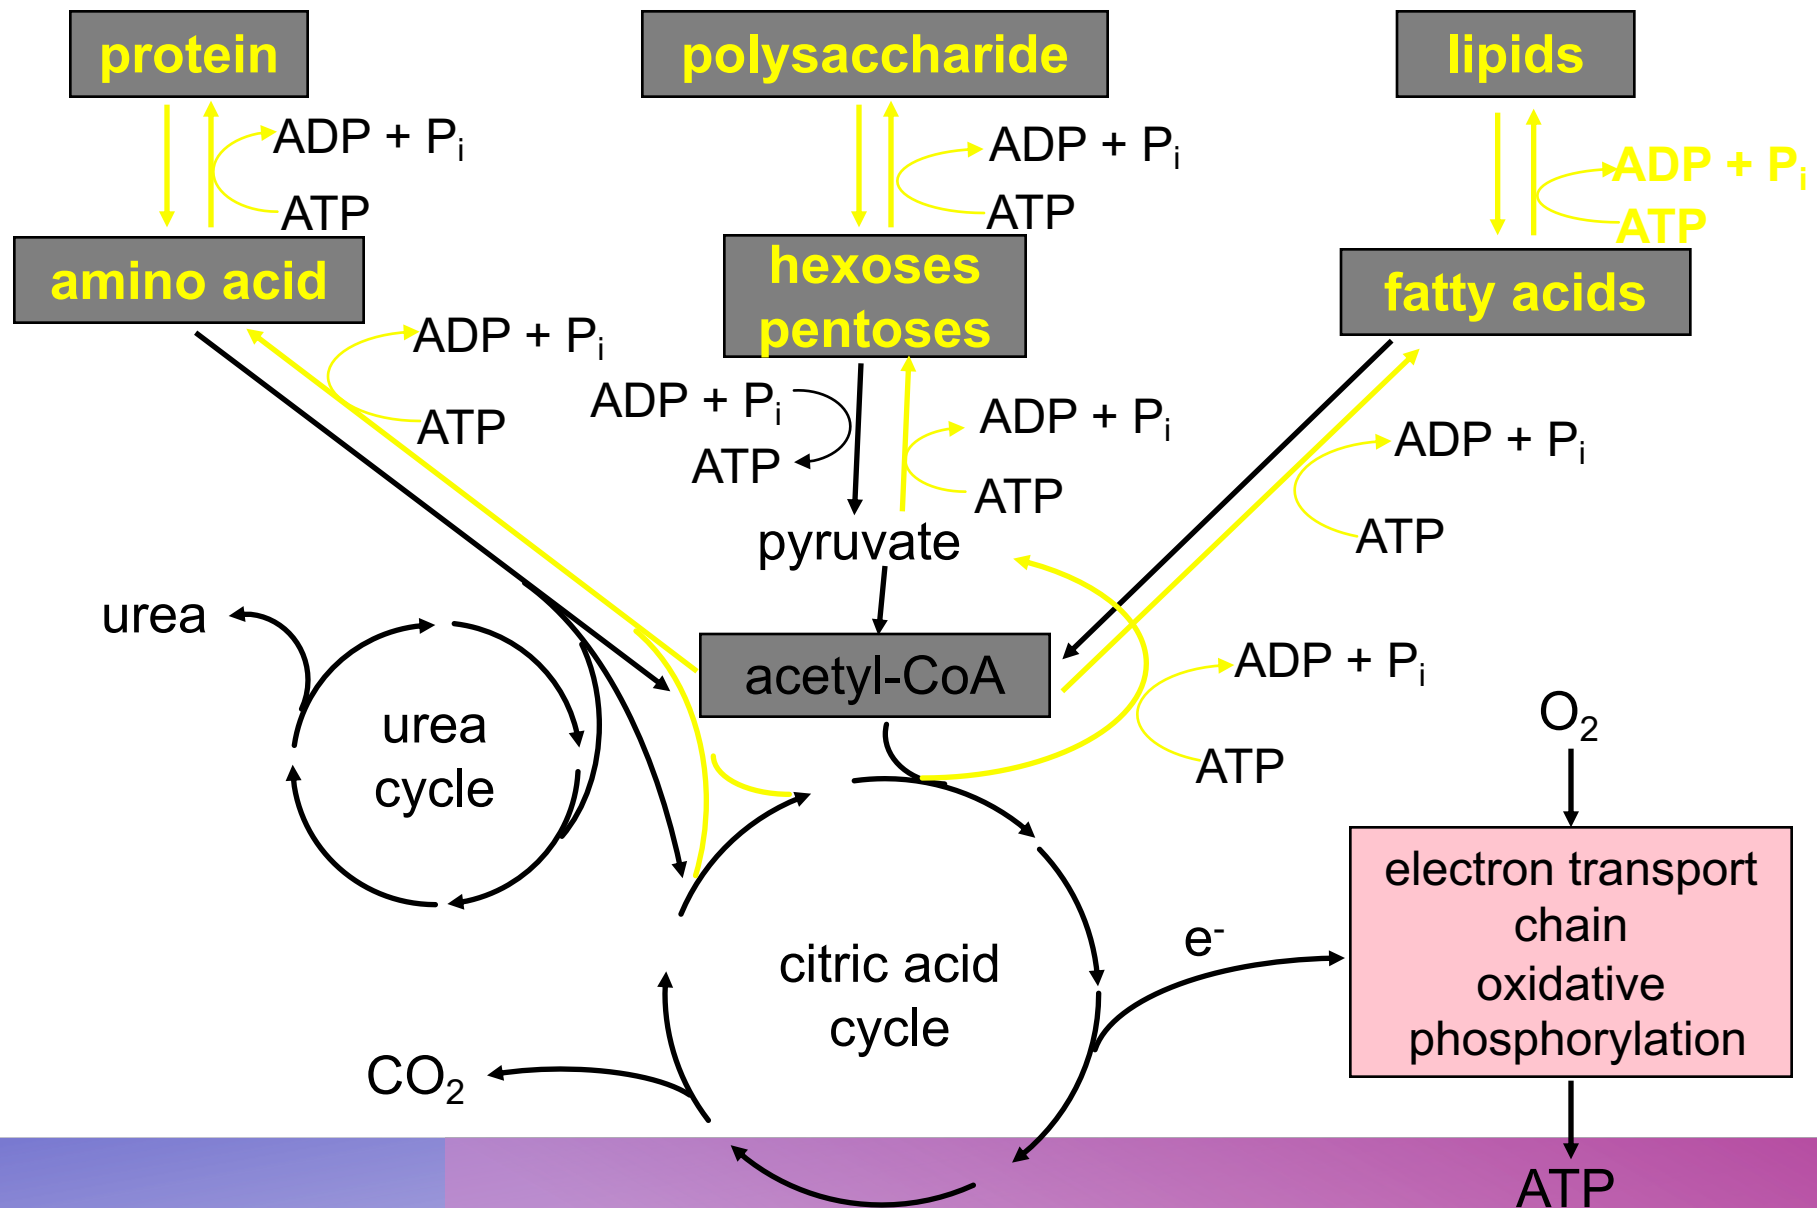 protein
polysaccharide
lipids
ADP + Pi
ATP
ADP + Pi
ATP
ADP + Pi
ATP
amino acid
hexoses
pentoses
fatty acids
ADP + Pi
ATP
ADP + Pi
ATP
ADP + Pi
ATP
ADP + Pi
ATP
pyruvate
urea
acetyl-CoA
ADP + Pi
ATP
urea
cycle
O2
electron transport
chain
oxidative
phosphorylation
e-
citric acid
cycle
CO2
ATP